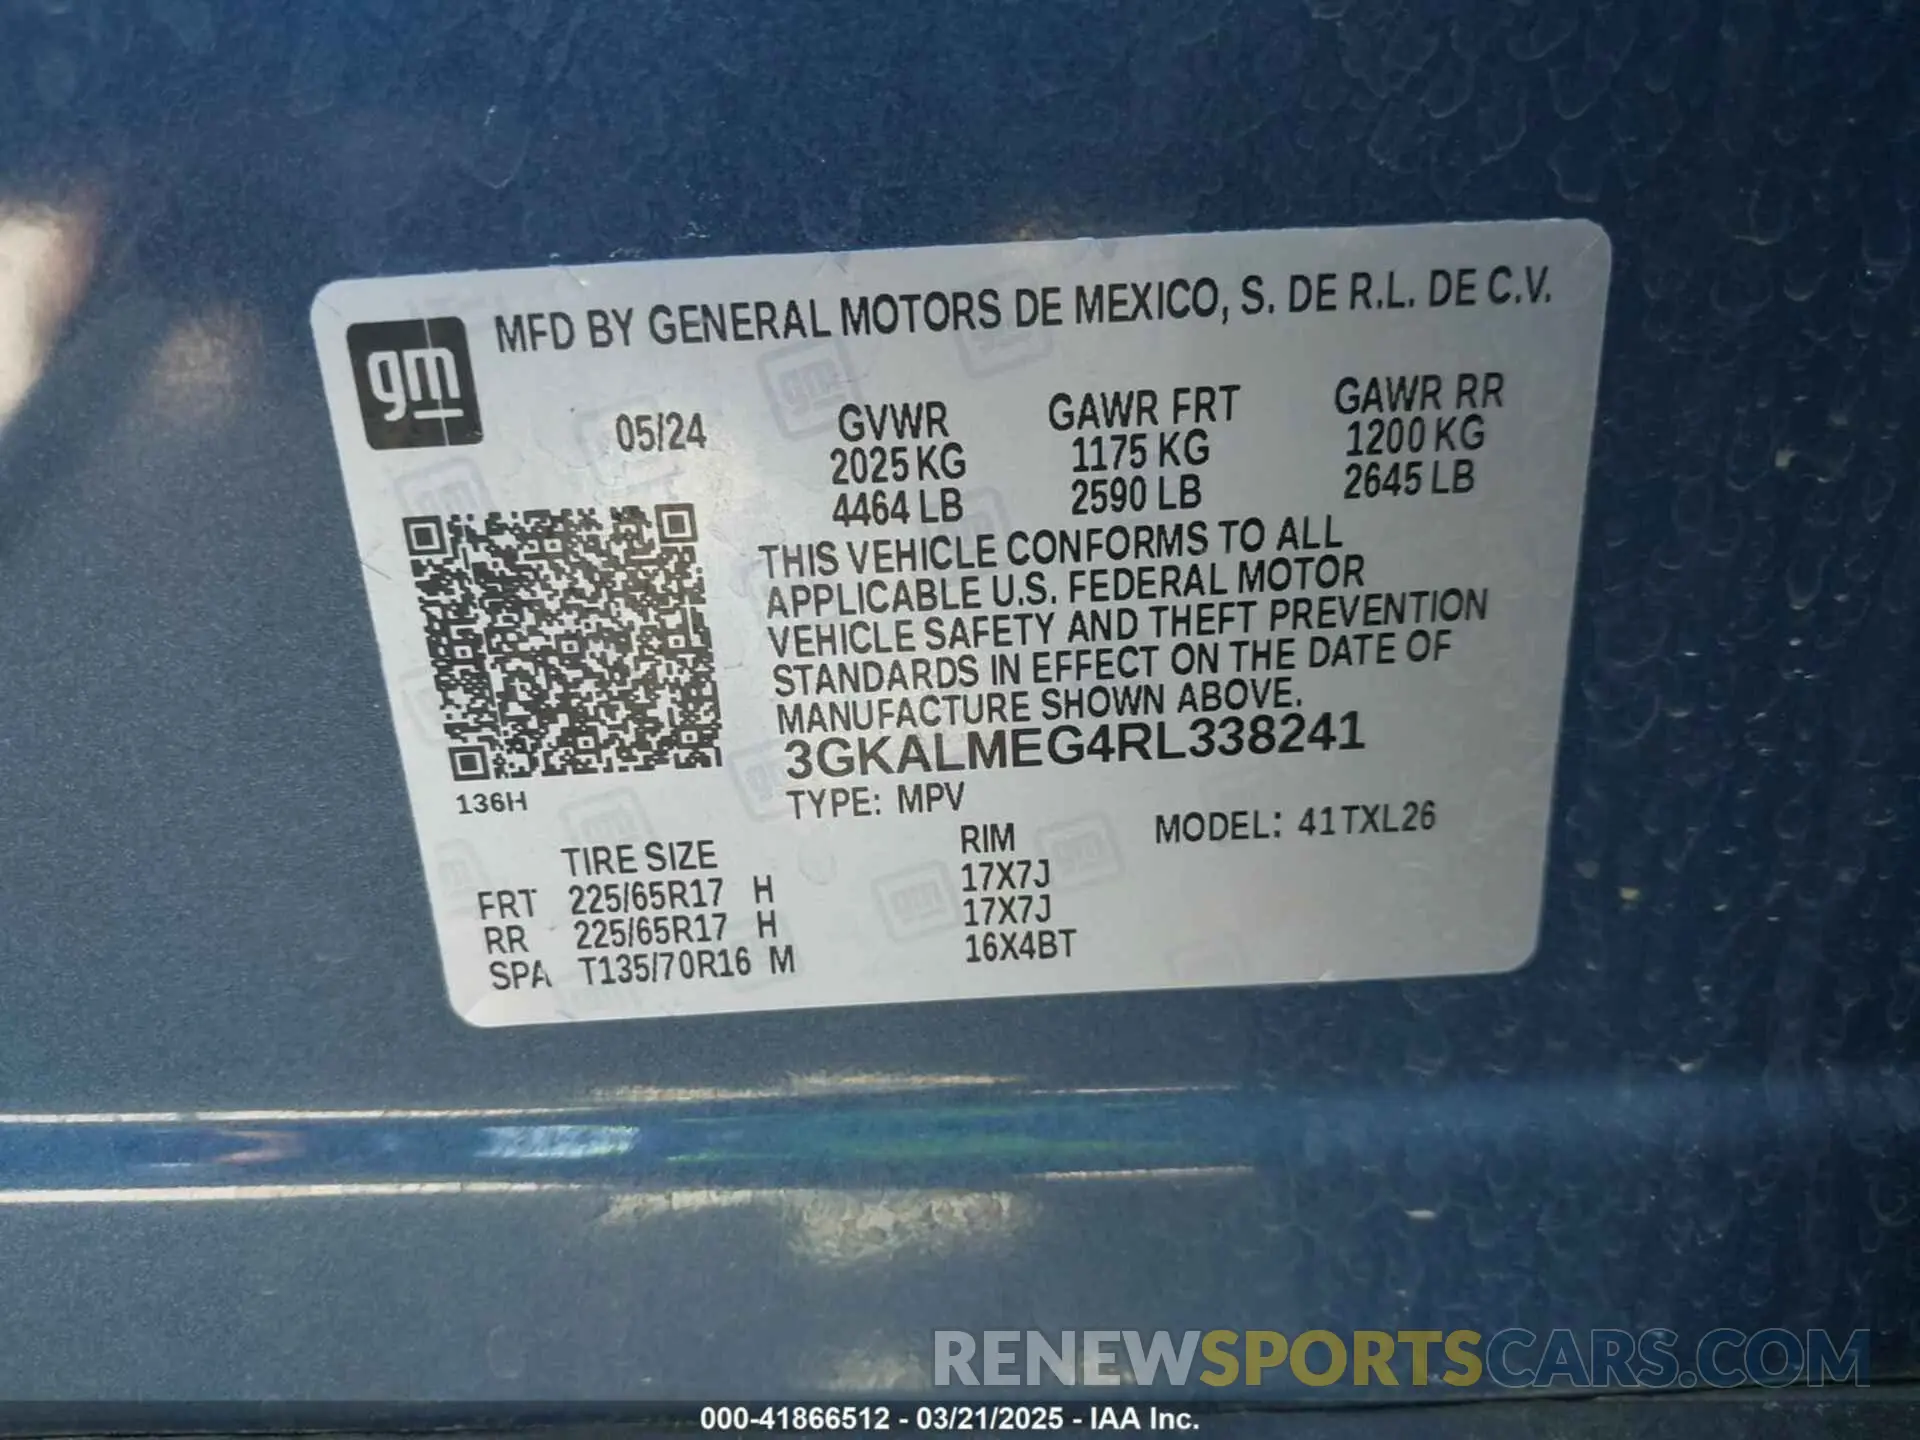 gm
MFD BY GENERAL MOTORS DE MEXICO, S. DE R.L. DE C.V.
05/24 GVWR GAWR FRT GAWR RR
2025 KG 1175 KG 1200 KG
4464 LB 2590 LB 2645 LB
THIS VEHICLE CONFORMS TO ALL
APPLICABLE U.S. FEDERAL MOTOR
VEHICLE SAFETY AND THEFT PREVENTION
STANDARDS IN EFFECT ON THE DATE OF
MANUFACTURE SHOWN ABOVE.
3GKALMEG4RL338241
136H
TYPE: MPV MODEL: 41TXL26
TIRE SIZE RIM
FRT 225/65R17 H 17X7J
RR 225/65R17 H 17X7J
SPA T135/70R16 M 16X4BT
RENEWSPORTSCARS.COM
000-41866512 - 03/21/2025 - IAA Inc.